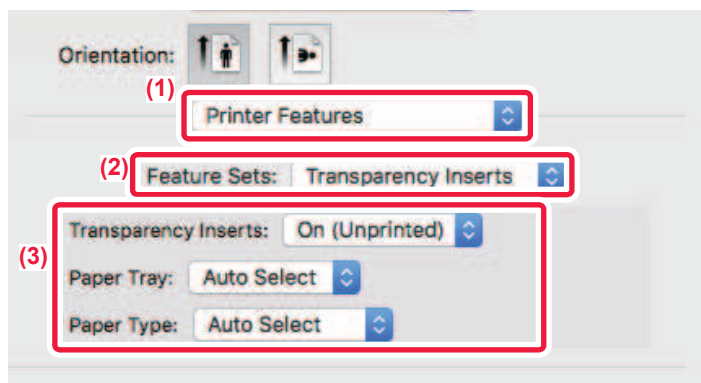 Orientation:
(1)
Printer Features
(2)
Feature Sets: Transparency Inserts
(3)
Transparency Inserts: On (Unprinted)
Paper Tray: Auto Select
Paper Type: Auto Select